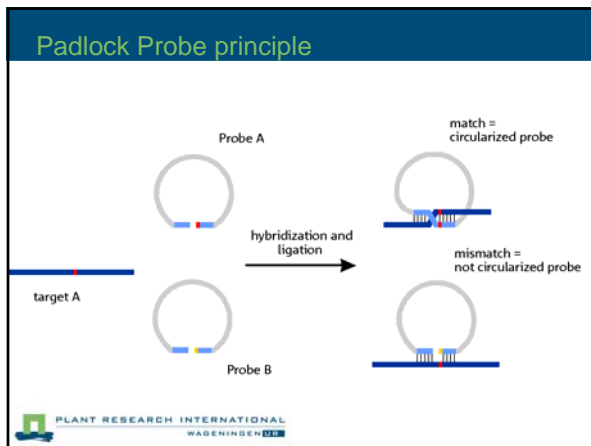 Padlock Probe principle
Probe A
match =
circularized probe
hybridization and
ligation
mismatch =
not circularized probe
target A
Probe B
PLANT RESEARCH INTERNATIONAL
WAGENINGEN UR